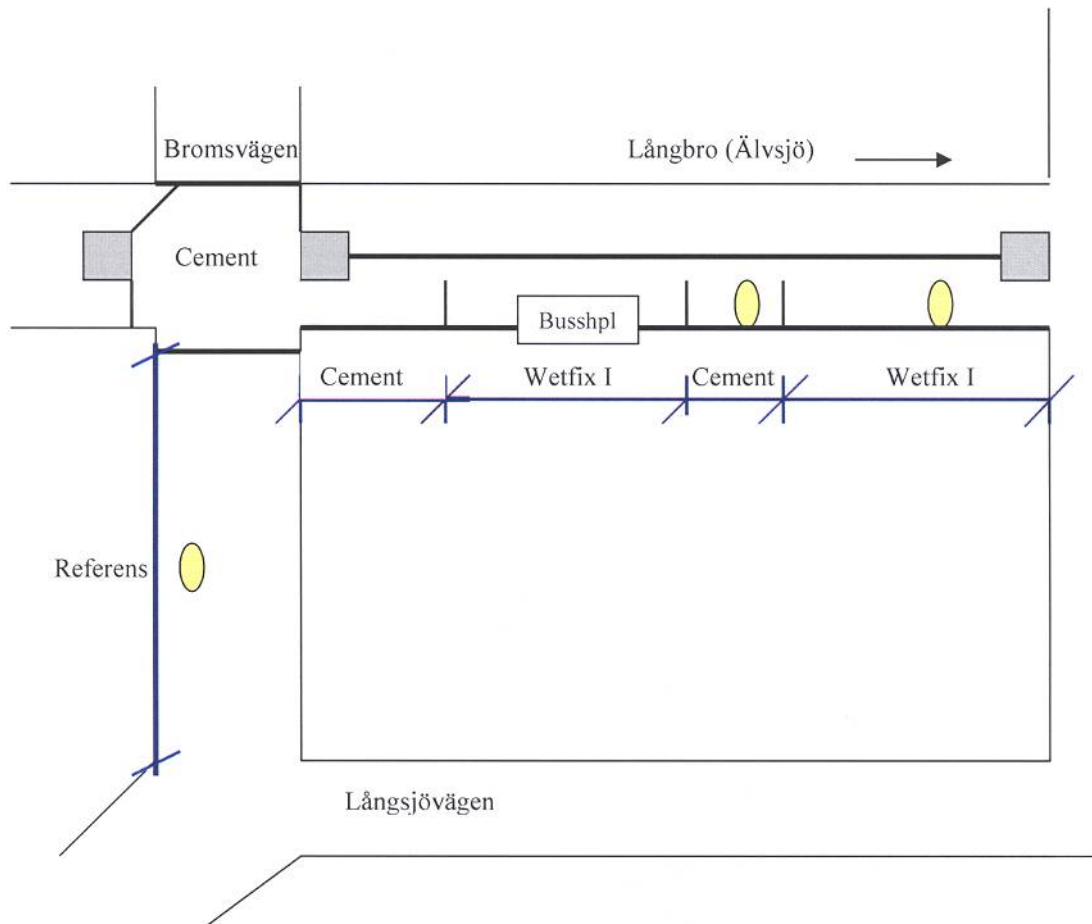 Bromsvägen
Långbro (Älvsjö)
Cement
Busshpl
Cement
Wetfix I
Cement
Wetfix I
Referens
Långsjövägen